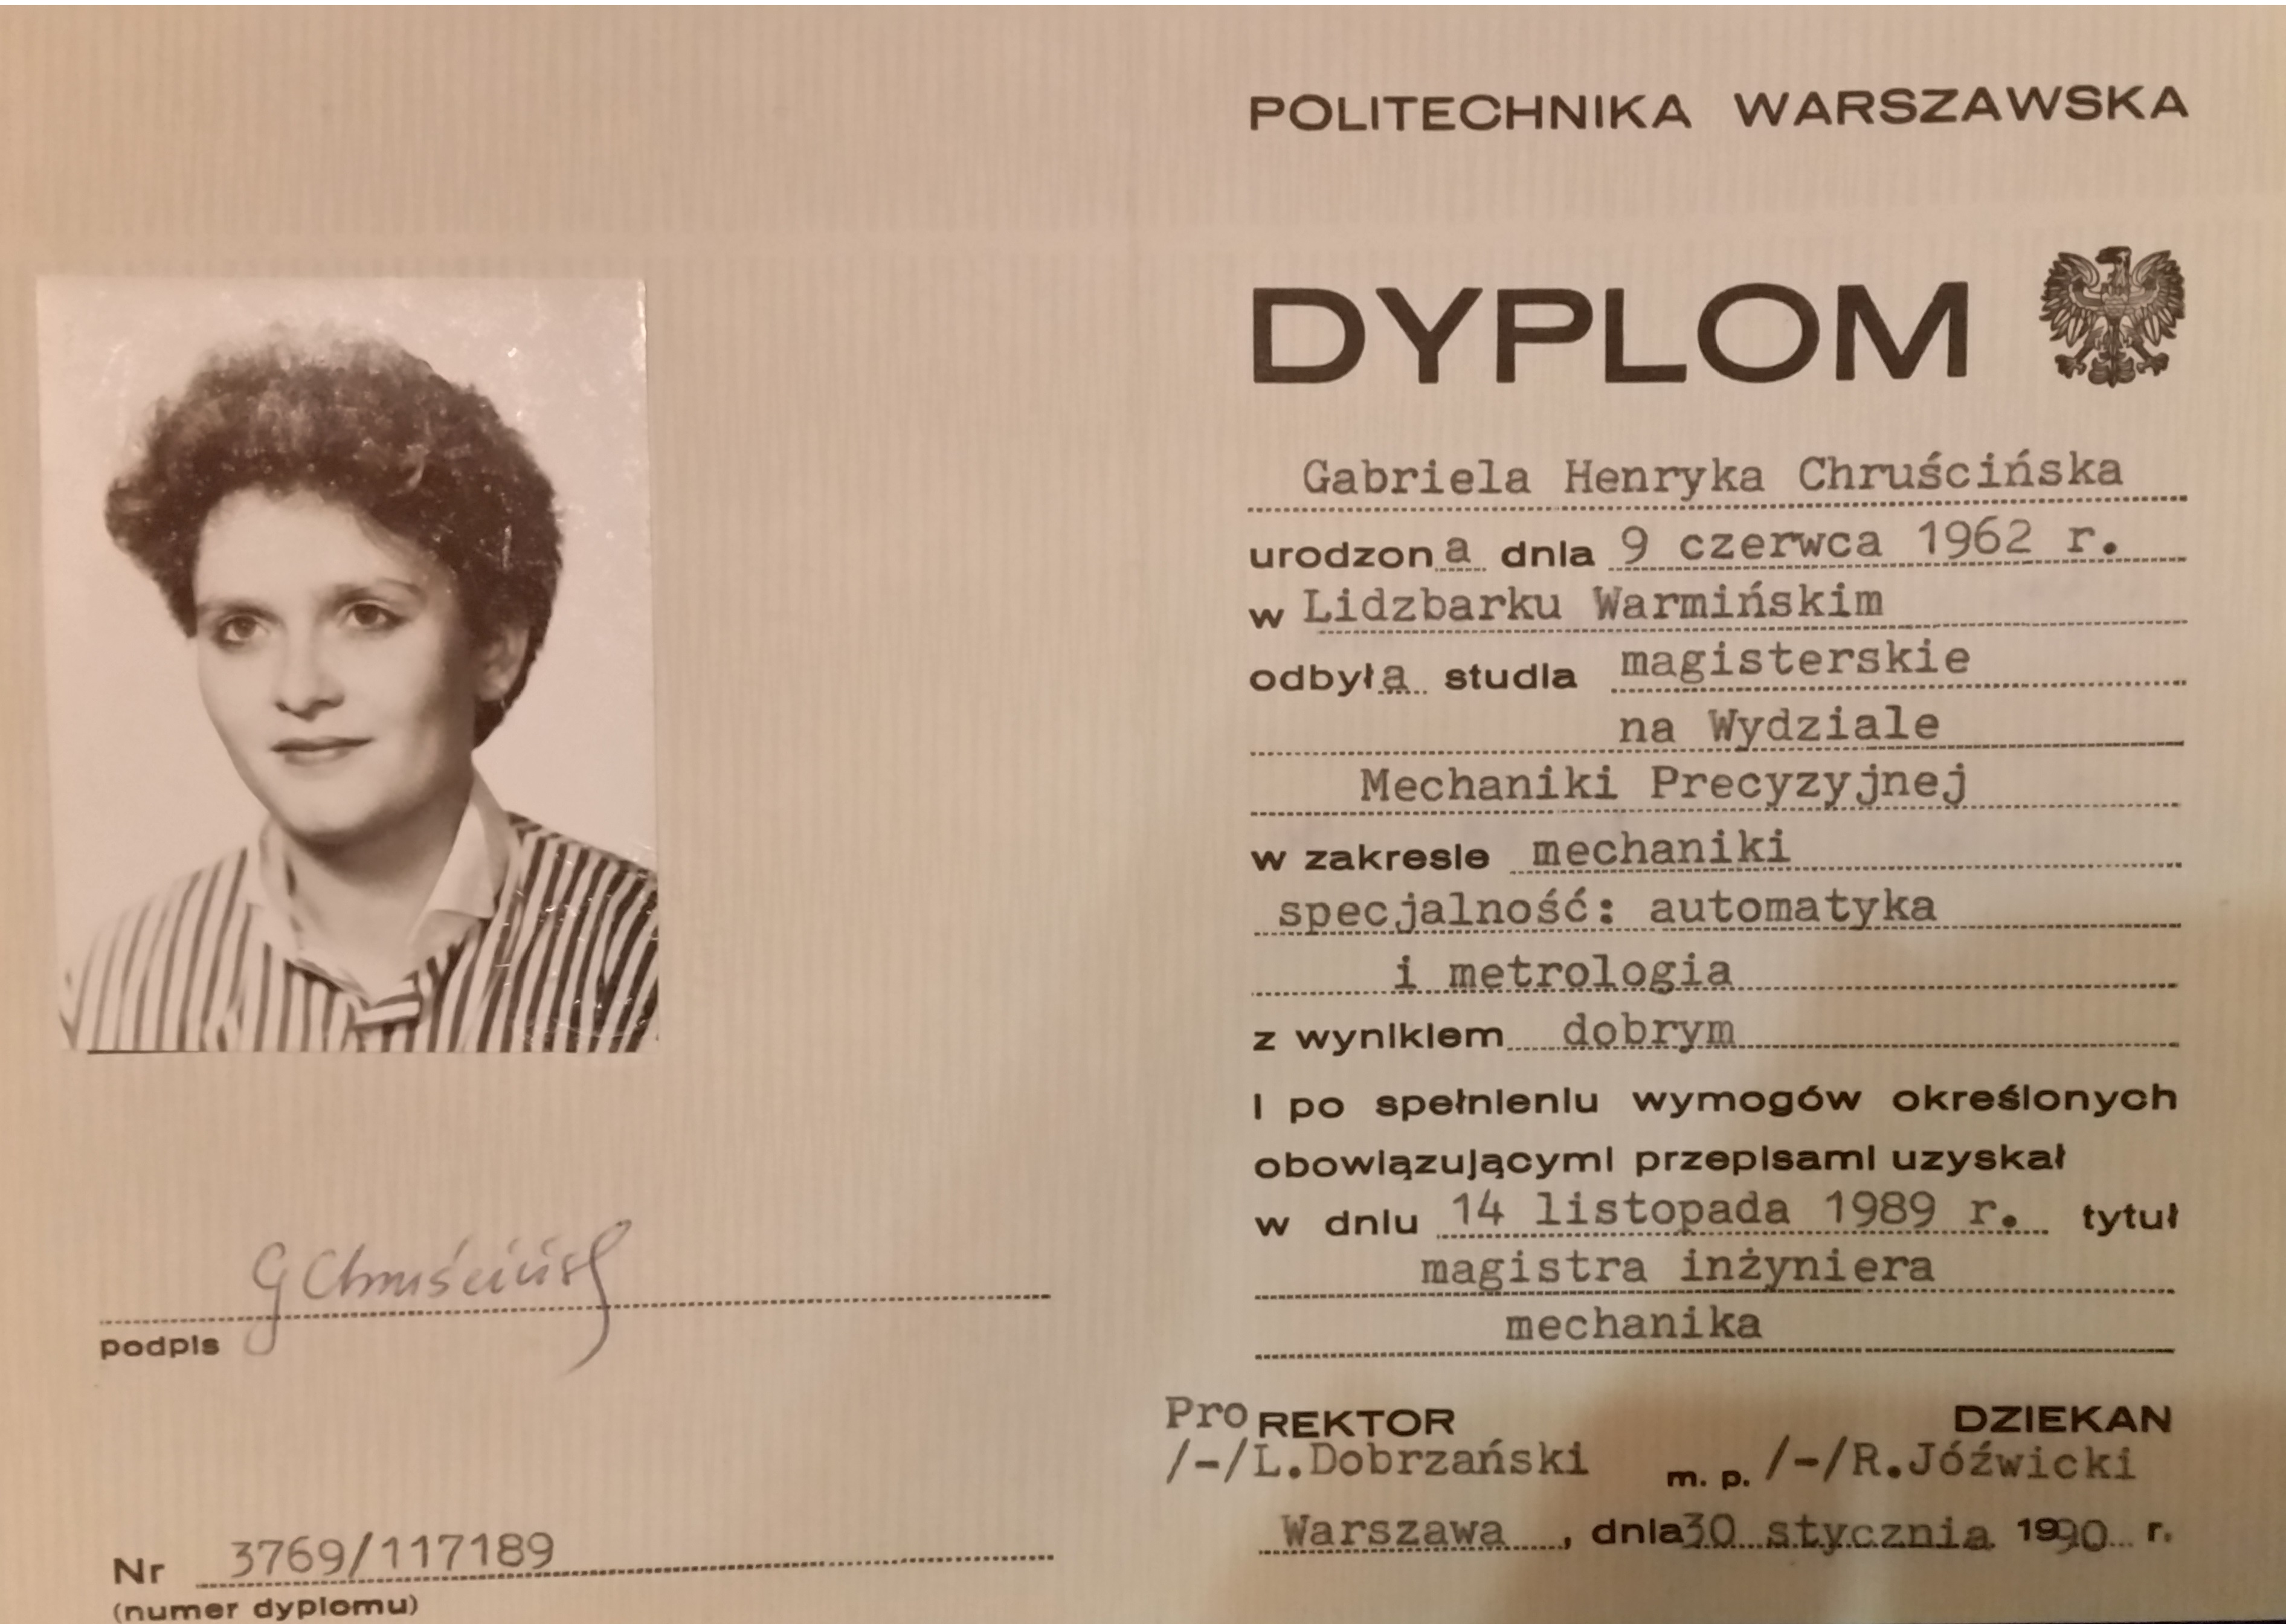 POLITECHNIKA WARSZAWSKA
DYPLOM
Gabriela Henryka Chruścińska
urodzona dnia 9 czerwca 1962 r.
w Lidzbarku Warmińskim
odbyła studia magisterskie
na Wydziale
Mechaniki Precyzyjnej
w zakresie mechaniki
specjalność: automatyka
i metrologia
z wynikiem dobrym
i po spełnieniu wymogów określonych
obowiązującymi przepisami uzyskał
w dniu 14 listopada 1989 r. tytuł
magistra inżyniera
mechanika
Pro REKTOR DZIEKAN
/-/L.Dobrzański m. p. /-/R.Jóźwicki
Warszawa, dnia 30 stycznia 1990 r.
G Chruścińsk
podpis
Nr 3769/117189
(numer dyplomu)